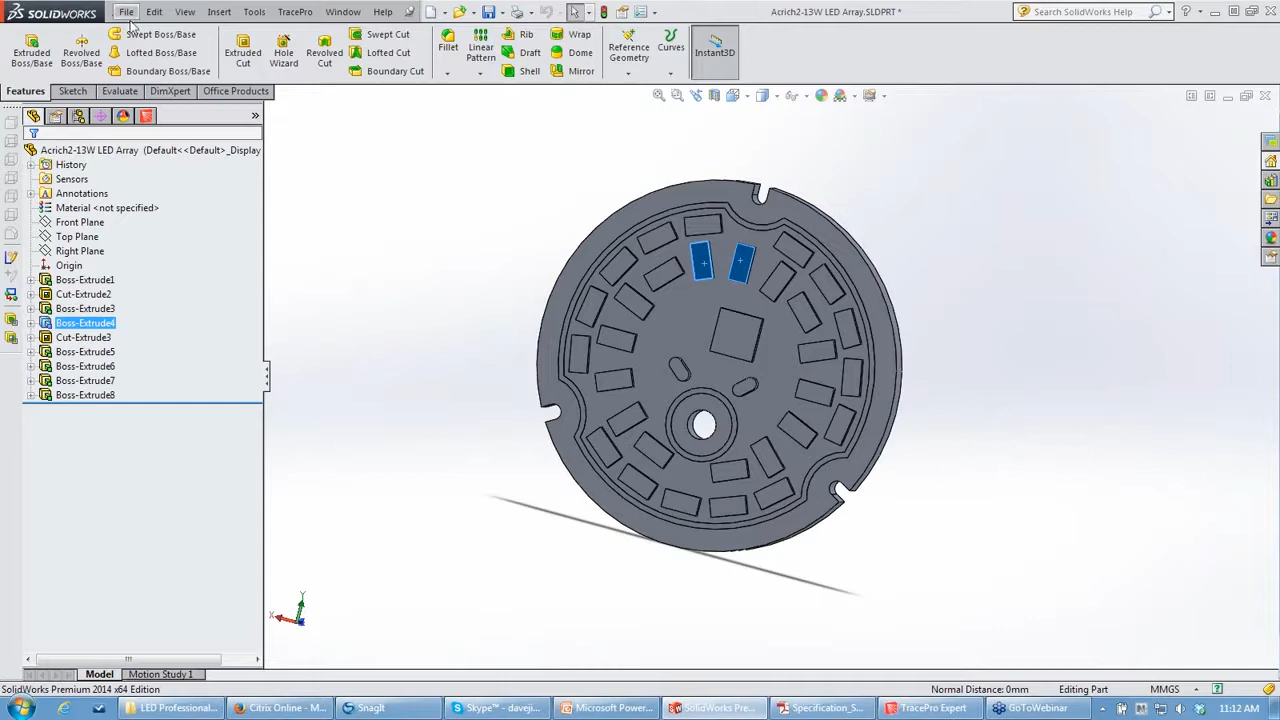 SOLIDWORKS File Edit View Insert Tools TracePro Window Help Acrich2-13W LED Array.SLDPRT * Search SolidWorks Help
Extruded Boss/Base
Revolved Boss/Base
Swept Boss/Base
Lofted Boss/Base
Boundary Boss/Base
Extruded Cut
Hole Wizard
Revolved Cut
Swept Cut
Lofted Cut
Boundary Cut
Fillet
Linear Pattern
Rib
Draft
Shell
Wrap
Dome
Mirror
Reference Geometry
Curves
Instant3D
Features Sketch Evaluate DimXpert Office Products
Acrich2-13W LED Array (Default<<Default>_Display
History
Sensors
Annotations
Material <not specified>
Front Plane
Top Plane
Right Plane
Origin
Boss-Extrude1
Cut-Extrude2
Boss-Extrude3
Boss-Extrude4
Cut-Extrude3
Boss-Extrude5
Boss-Extrude6
Boss-Extrude7
Boss-Extrude8
Y
X
Model Motion Study 1
SolidWorks Premium 2014 x64 Edition Normal Distance: 0mm Editing Part MMGS
LED Professional... Citrix Online - M... SnagIt Skype™ - daveji... Microsoft Power... SolidWorks Pre... Specification_S... TracePro Expert GoToWebinar 11:12 AM